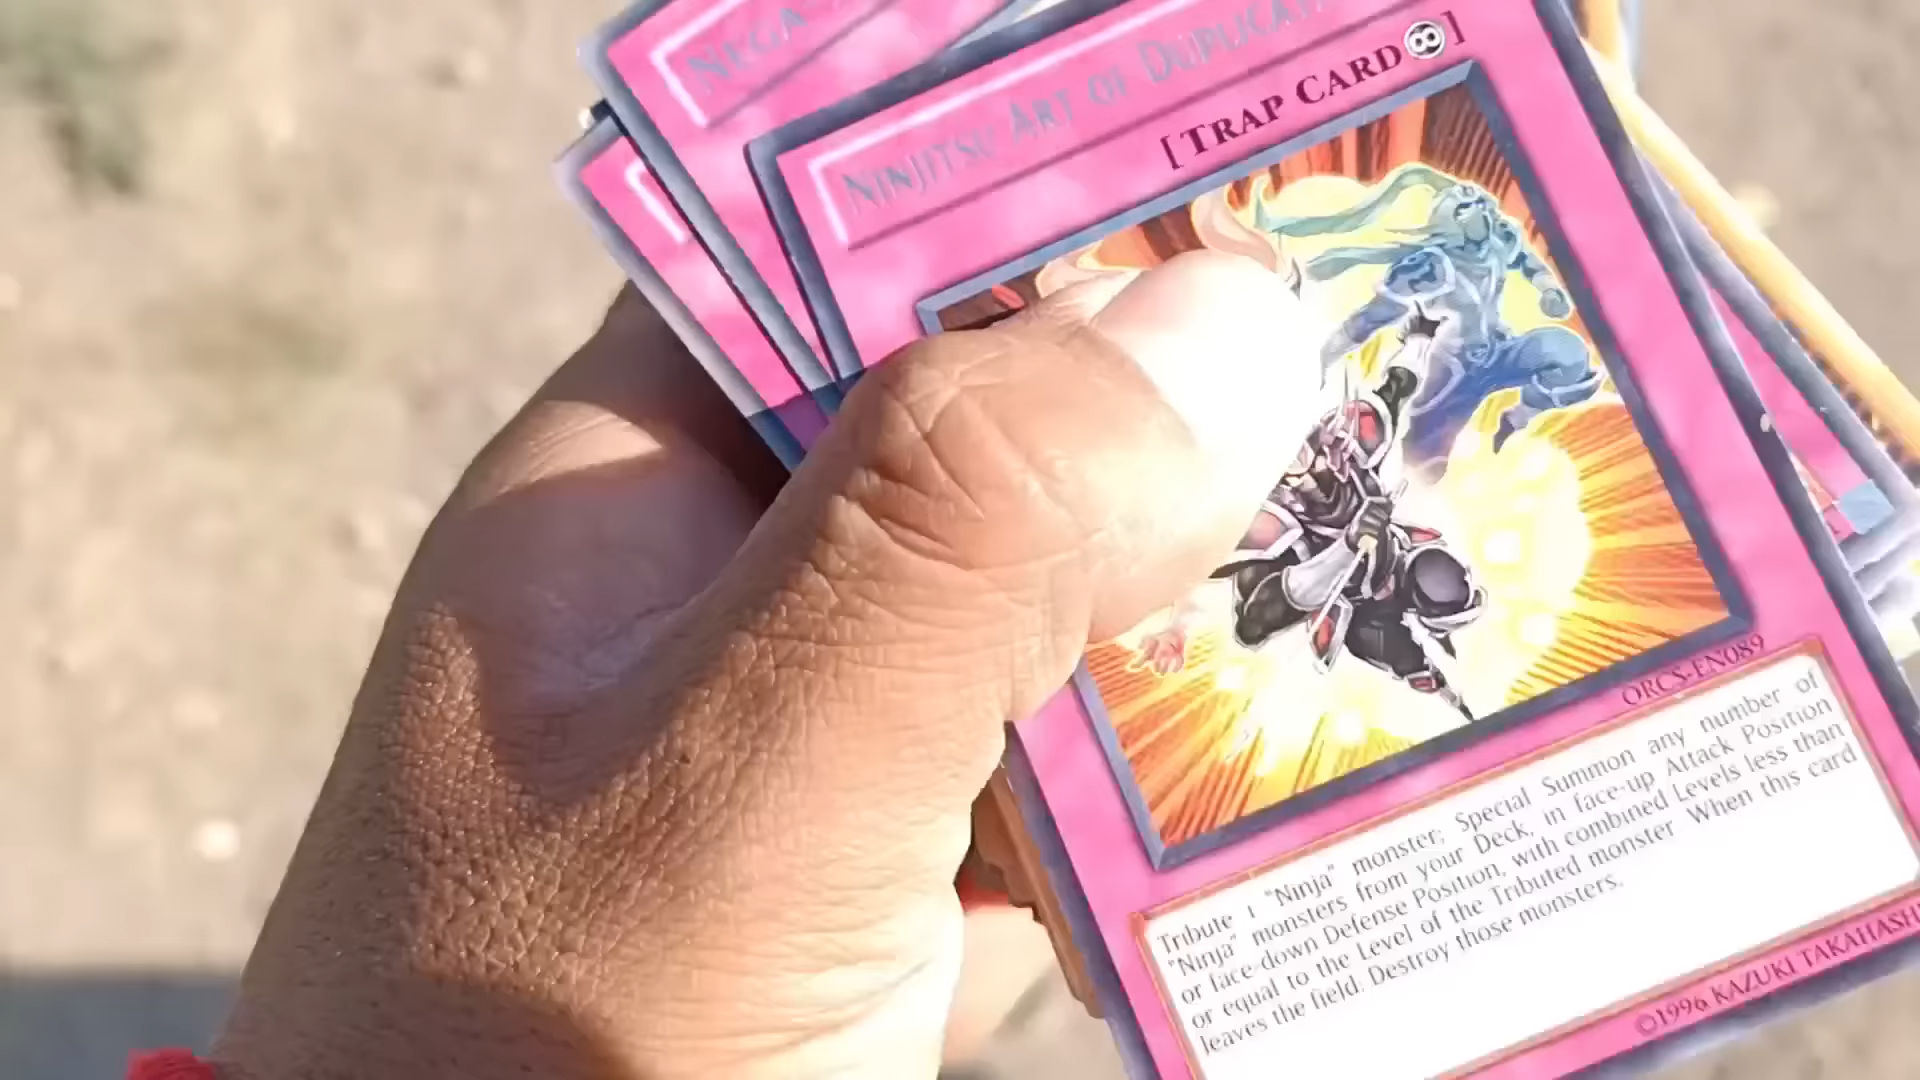 NEGA
NINJITSU ART OF DUPLICAT
[TRAP CARD ∞]
ORCS-EN089
Tribute 1 "Ninja" monster; Special Summon any number of
"Ninja" monsters from your Deck, in face-up Attack Position
or face-down Defense Position, with combined Levels less than
or equal to the Level of the Tributed monster. When this card
leaves the field: Destroy those monsters.
©1996 KAZUKI TAKAHASHI